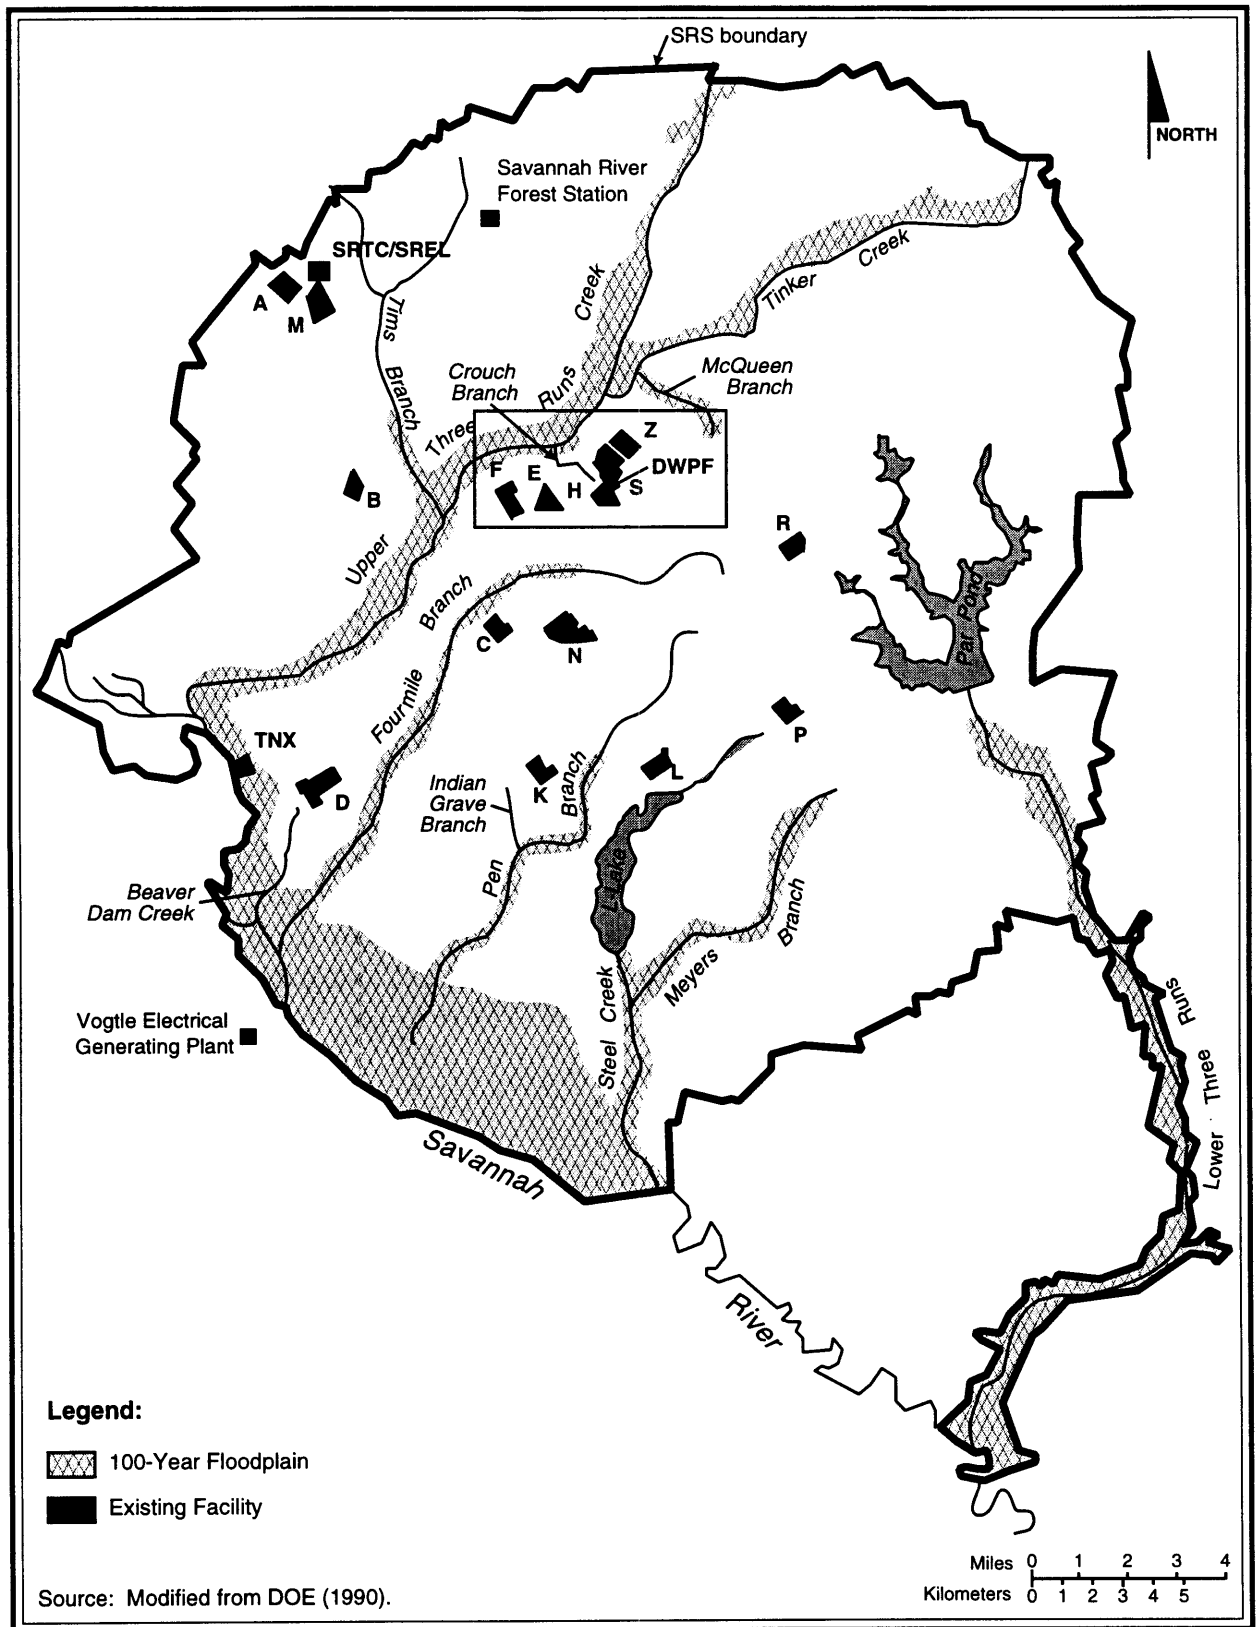 SRS boundary
NORTH
Savannah River
Forest Station
SRTC/SREL
A
M
Tims
Branch
Creek
Tinker
Creek
Crouch
Branch
Runs
McQueen
Branch
Three
Z
F
E
H
DWPF
S
B
Upper
R
Branch
C
N
Par Pond
Fourmile
TNX
D
P
Indian
Grave
Branch
K
Branch
L
Pen
L Lake
Beaver
Dam Creek
Meyers
Branch
Steel Creek
Vogtle Electrical
Generating Plant
Runs
Three
Lower
Savannah
River
Legend:
100-Year Floodplain
Existing Facility
Miles 0 1 2 3 4
Kilometers 0 1 2 3 4 5
Source: Modified from DOE (1990).